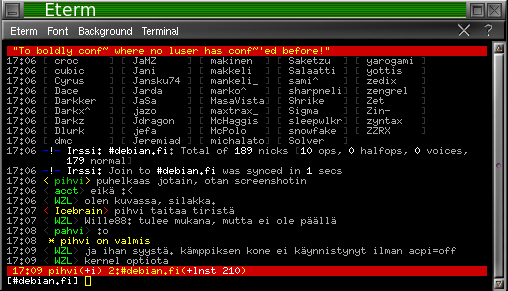 Eterm
Eterm Font Background Terminal
"To boldly conf~ where no luser has conf~'ed before!"
17:06 [ croc ] [ JaMZ ] [ makinen ] [ Saketzu ] [ yarogami ]
17:06 [ cubic ] [ Jani ] [ makkeli ] [ Salaatti ] [ yottis ]
17:06 [ Cyrus74 ] [ Jansku74 ] [ mankeli_ ] [ sami^ ] [ zedix ]
17:06 [ Dace ] [ Jarda ] [ marko^ ] [ sharpneli ] [ zengrel ]
17:06 [ Darkker ] [ JaSa ] [ MasaVista ] [ Shrike ] [ Zet ]
17:06 [ Darkx^ ] [ jazo ] [ maxtrax_ ] [ Sigma ] [ Zin- ]
17:06 [ Darkz ] [ Jdragon ] [ McHaggis ] [ sleepwlkr ] [ zyntax ]
17:06 [ Dlurk ] [ jefa ] [ McPolo ] [ snowfake ] [ ZZRX ]
17:06 [ dmc ] [ Jeremiad ] [ michalato ] [ Solver ]
17:06 -!- Irssi: #debian.fi: Total of 189 nicks [10 ops, 0 halfops, 0 voices,
179 normal]
17:06 -!- Irssi: Join to #debian.fi was synced in 1 secs
17:06 < pihvi> puhelkaas jotain, otan screenshotin
17:06 < acct> eikä :<
17:06 < WZL> olen kuvassa, silakka.
17:07 < Icebrain> pihvi taitaa tiristä
17:07 < WZL> Wille88: tulee mukana, mutta ei ole päällä
17:08 < pahvi> :o
17:08 * pihvi on valmis
17:09 < WZL> ja ihan syystä. kämppiksen kone ei käynnistynyt ilman acpi=off
17:09 < WZL> kernel optiota
17:09 pihvi(+i) 2:#debian.fi(+lnst 210)
[#debian.fi]